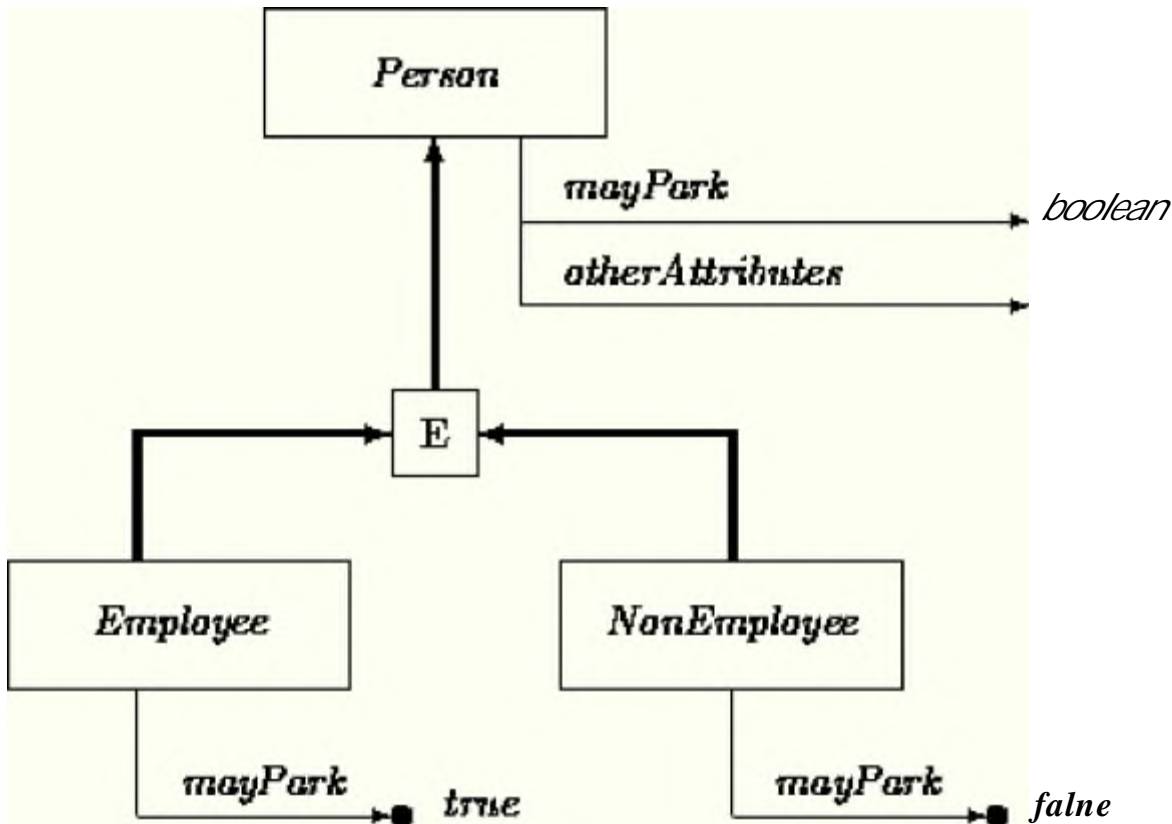 Person
mayPark
boolean
otherAttributes
E
Employee
NonEmployee
mayPark
true
mayPark
falne